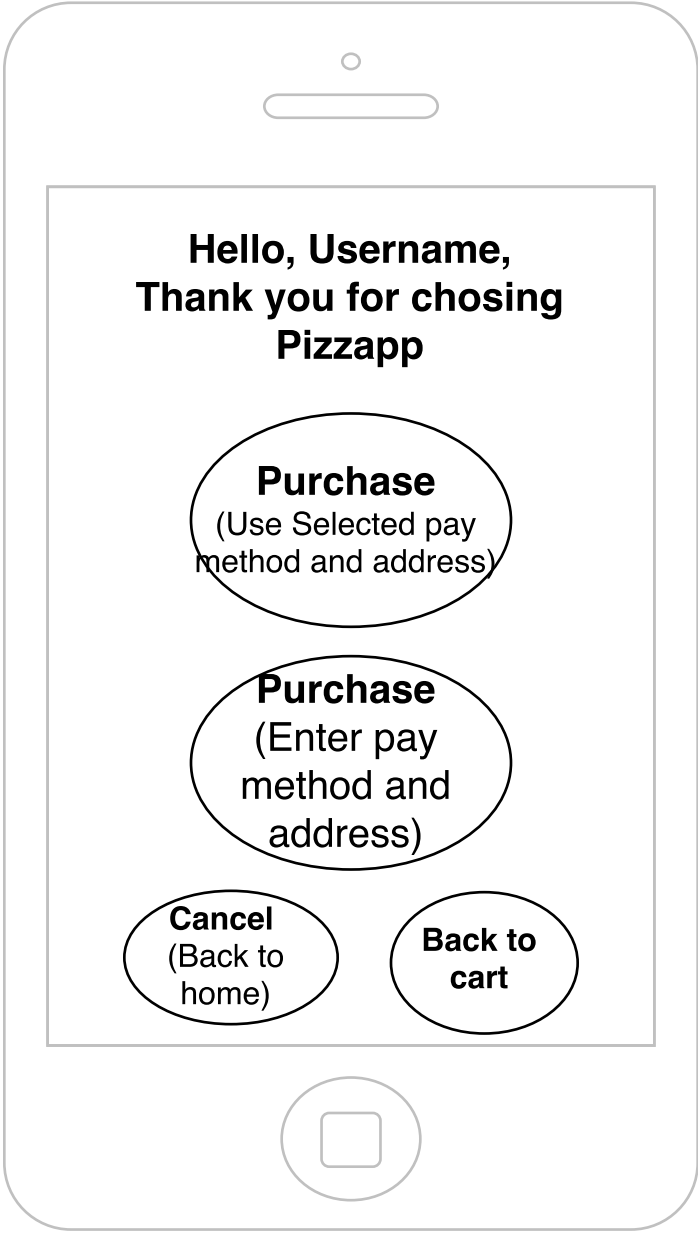 Hello, Username,
Thank you for chosing
Pizzapp
Purchase
(Use Selected pay
method and address)
Purchase
(Enter pay
method and
address)
Cancel
(Back to
home)
Back to
cart